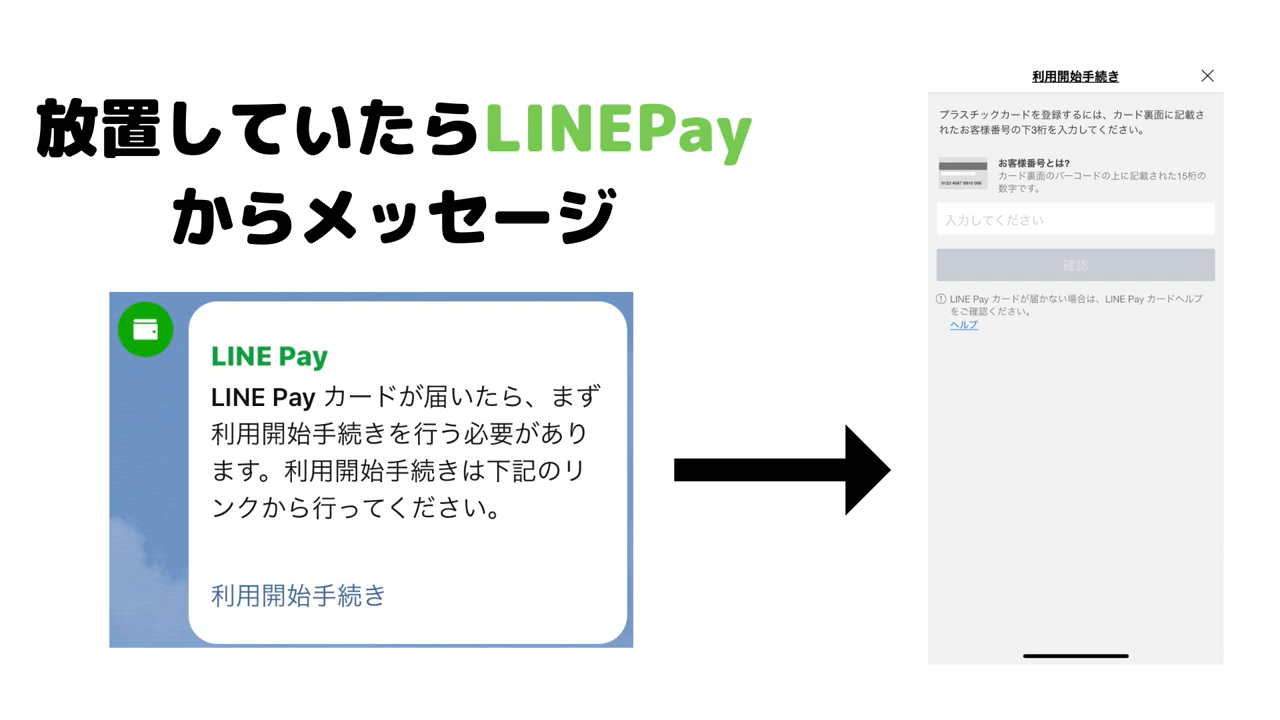 放置していたらLINEPay
からメッセージ
LINE Pay
LINE Pay カードが届いたら、まず
利用開始手続きを行う必要があり
ます。利用開始手続きは下記のリ
ンクから行ってください。
利用開始手続き
利用開始手続き
プラスチックカードを登録するには、カード裏面に記載さ
れたお客様番号の下3桁を入力してください。
お客様番号とは?
カード裏面のバーコードの上に記載された15桁の
数字です。
0123 4567 8910 000
入力してください
確認
LINE Pay カードが届かない場合は、LINE Pay カードヘルプ
をご確認ください。
ヘルプ